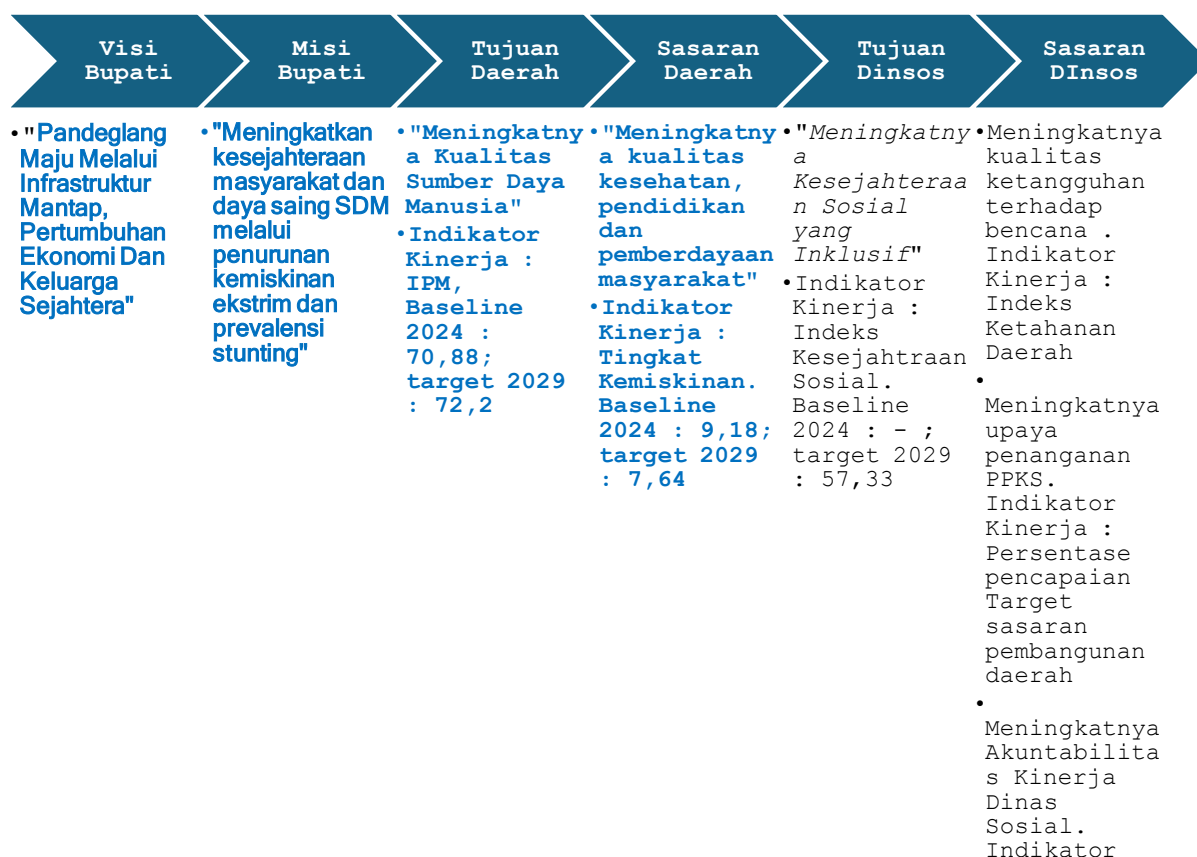 Visi
Bupati
Misi
Bupati
Tujuan
Daerah
Sasaran
Daerah
Tujuan
Dinsos
Sasaran
DInsos
• "Pandeglang
Maju Melalui
Infrastruktur
Mantap,
Pertumbuhan
Ekonomi Dan
Keluarga
Sejahtera"
• "Meningkatkan
kesejahteraan
masyarakat dan
daya saing SDM
melalui
penurunan
kemiskinan
ekstrim dan
prevalensi
stunting"
• "Meningkatny
a Kualitas
Sumber Daya
Manusia"
• Indikator
Kinerja :
IPM,
Baseline
2024 :
70,88;
target 2029
: 72,2
• "Meningkatny
a kualitas
kesehatan,
pendidikan
dan
pemberdayaan
masyarakat"
• Indikator
Kinerja :
Tingkat
Kemiskinan.
Baseline
2024 : 9,18;
target 2029
: 7,64
• "Meningkatny
a
Kesejahteraa
n Sosial
yang
Inklusif"
• Indikator
Kinerja :
Indeks
Kesejahtraan
Sosial.
Baseline
2024 : - ;
target 2029
: 57,33
• Meningkatnya
kualitas
ketangguhan
terhadap
bencana .
Indikator
Kinerja :
Indeks
Ketahanan
Daerah
•
Meningkatnya
upaya
penanganan
PPKS.
Indikator
Kinerja :
Persentase
pencapaian
Target
sasaran
pembangunan
daerah
•
Meningkatnya
Akuntabilita
s Kinerja
Dinas
Sosial.
Indikator